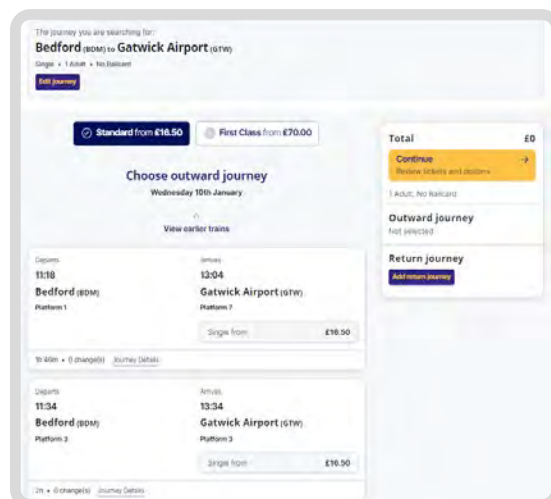 The journey you are searching for:
Bedford (BDM) to Gatwick Airport (GTW)
Single • 1 Adult • No Railcard
Edit journey
Standard from £16.50
First Class from £70.00
Choose outward journey
Wednesday 10th January
View earlier trains
Departs
Arrives
11:18
13:04
Bedford (BDM)
Gatwick Airport (GTW)
Platform 1
Platform 7
Single from £16.50
1h 46m • 0 change(s) Journey Details
Departs
Arrives
11:34
13:34
Bedford (BDM)
Gatwick Airport (GTW)
Platform 3
Platform 3
Single from £16.50
2h • 0 change(s) Journey Details
Total £0
Continue
Review tickets and options
1 Adult, No Railcard
Outward journey
Not selected
Return journey
Add return journey